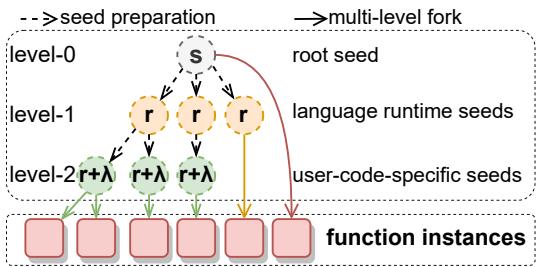 seed preparation multi-level fork
level-0 s root seed
level-1 r r r language runtime seeds
level-2 r+λ r+λ r+λ user-code-specific seeds
function instances